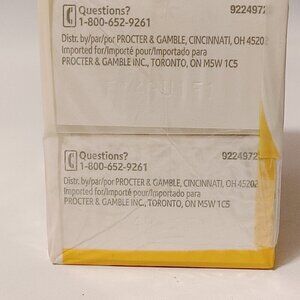 Questions?
1-800-652-9261
9224972
Distr. by/par/por PROCTER & GAMBLE, CINCINNATI, OH 45202
Imported for/Importé pour/Importado para
PROCTER & GAMBLE INC., TORONTO, ON M5W 1C5
Questions?
1-800-652-9261
9224972
Distr. by/par/por PROCTER & GAMBLE, CINCINNATI, OH 45202
Imported for/Importé pour/Importado para
PROCTER & GAMBLE INC., TORONTO, ON M5W 1C5